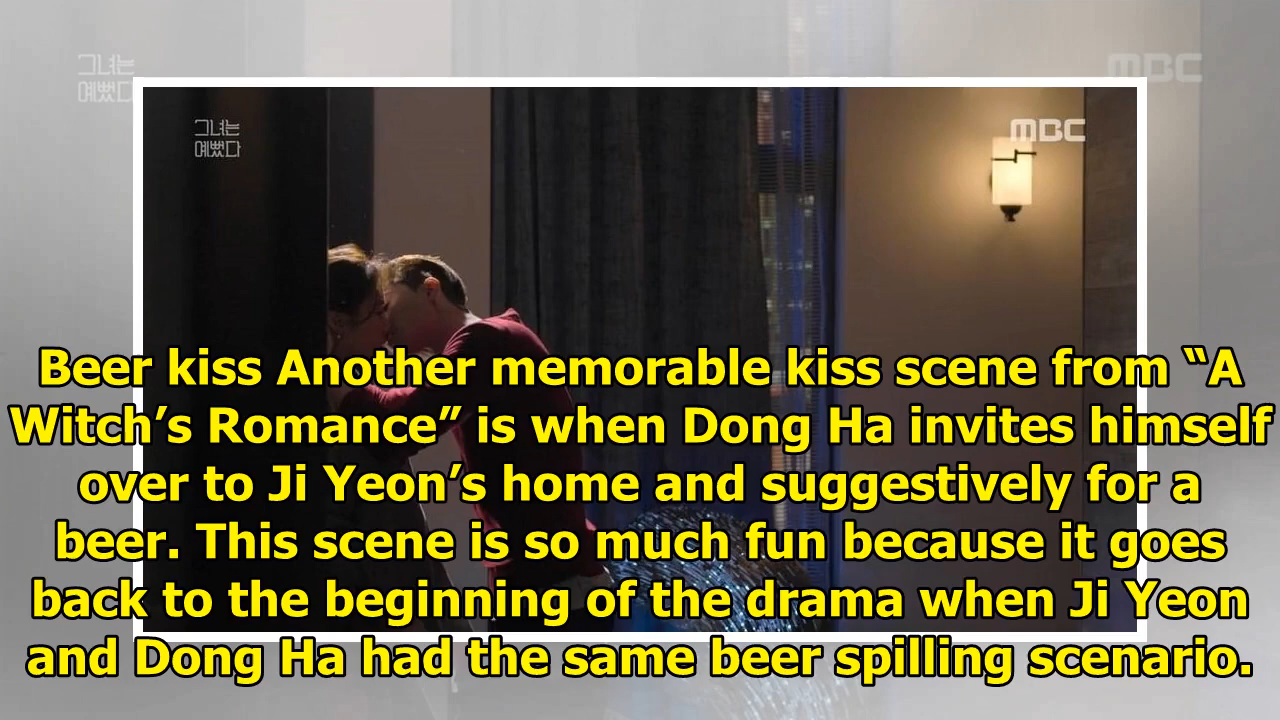 그녀는
예뻤다
MBC
그녀는
예뻤다
MBC
Beer kiss Another memorable kiss scene from “A
Witch’s Romance” is when Dong Ha invites himself
over to Ji Yeon’s home and suggestively for a
beer. This scene is so much fun because it goes
back to the beginning of the drama when Ji Yeon
and Dong Ha had the same beer spilling scenario.